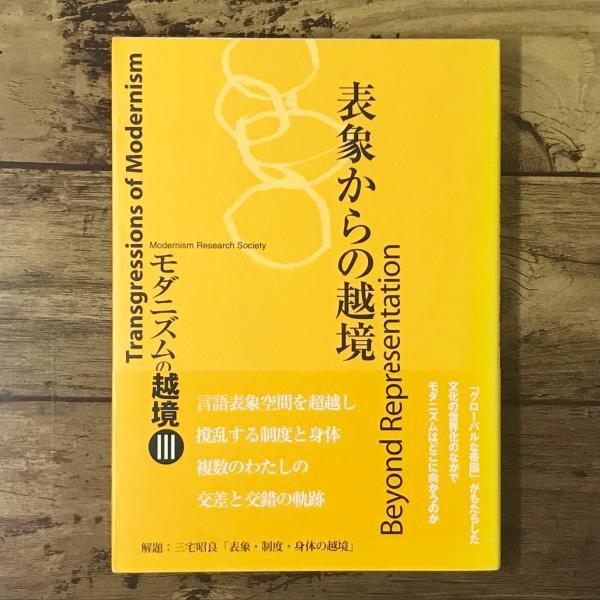 表象からの越境
Beyond Representation
Transgressions of Modernism
Modernism Research Society
モダニズムの越境 III
言語表象空間を超越し
撹乱する制度と身体
複数のわたしの
交差と交錯の軌跡
「グローバルな帝国」がもたらした
文化の世界化のなかで
モダニズムはどこに向かうのか
解題:三宅昭良「表象・制度・身体の越境」